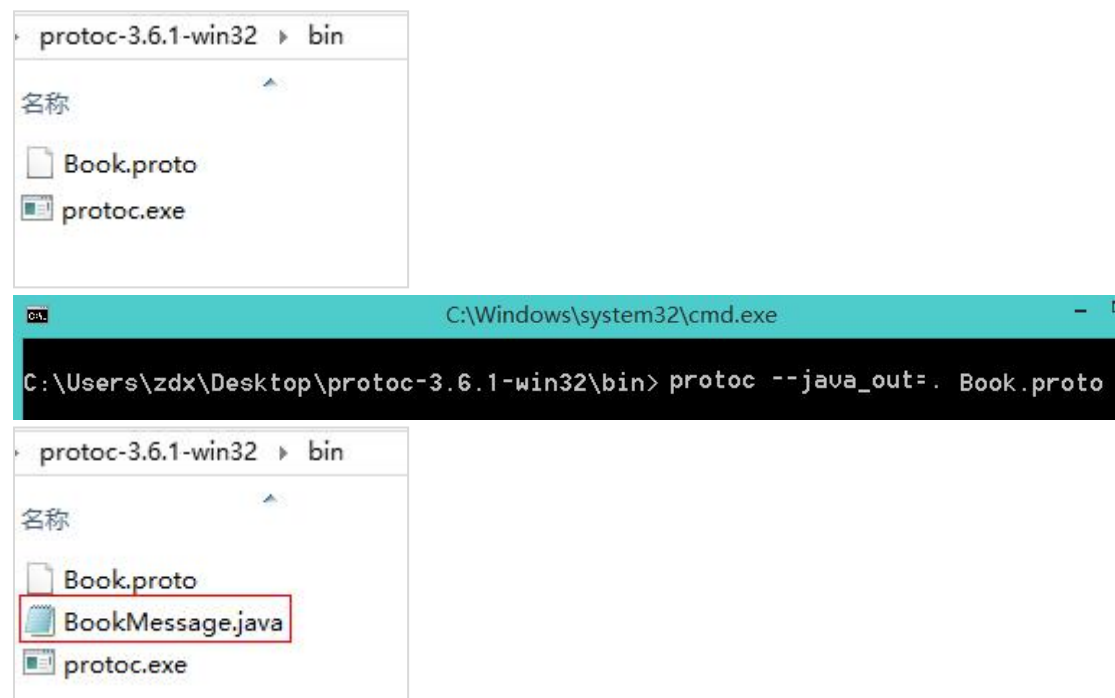 protoc-3.6.1-win32 bin
名称
Book.proto
protoc.exe
C:\Windows\system32\cmd.exe
C:\Users\zdx\Desktop\protoc-3.6.1-win32\bin> protoc --java_out=. Book.proto
protoc-3.6.1-win32 bin
名称
Book.proto
BookMessage.java
protoc.exe